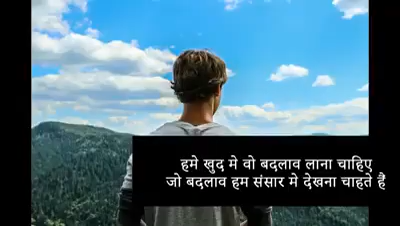 हमे खुद मे वो बदलाव लाना चाहिए
जो बदलाव हम संसार मे देखना चाहते हैं